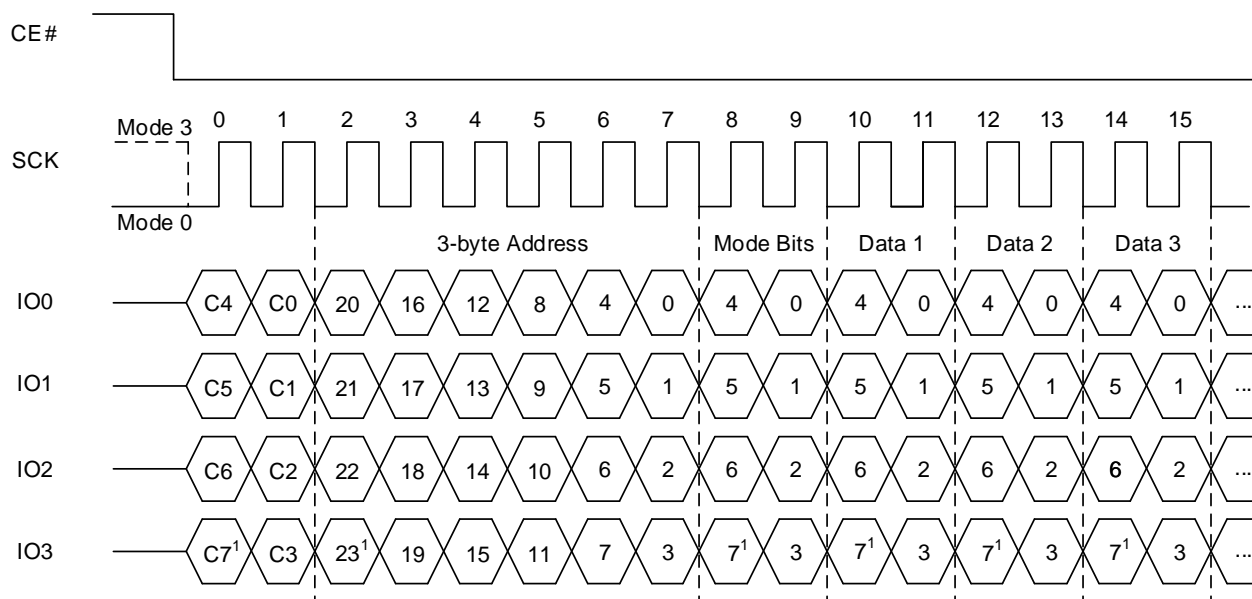 CE#
Mode 3 0 1 2 3 4 5 6 7 8 9 10 11 12 13 14 15
SCK
Mode 0
3-byte Address Mode Bits Data 1 Data 2 Data 3
IO0 C4 C0 20 16 12 8 4 0 4 0 4 0 4 0 4 0 ...
IO1 C5 C1 21 17 13 9 5 1 5 1 5 1 5 1 5 1 ...
IO2 C6 C2 22 18 14 10 6 2 6 2 6 2 6 2 6 2 ...
IO3 C7¹ C3 23¹ 19 15 11 7 3 7¹ 3 7¹ 3 7¹ 3 7¹ 3 ...